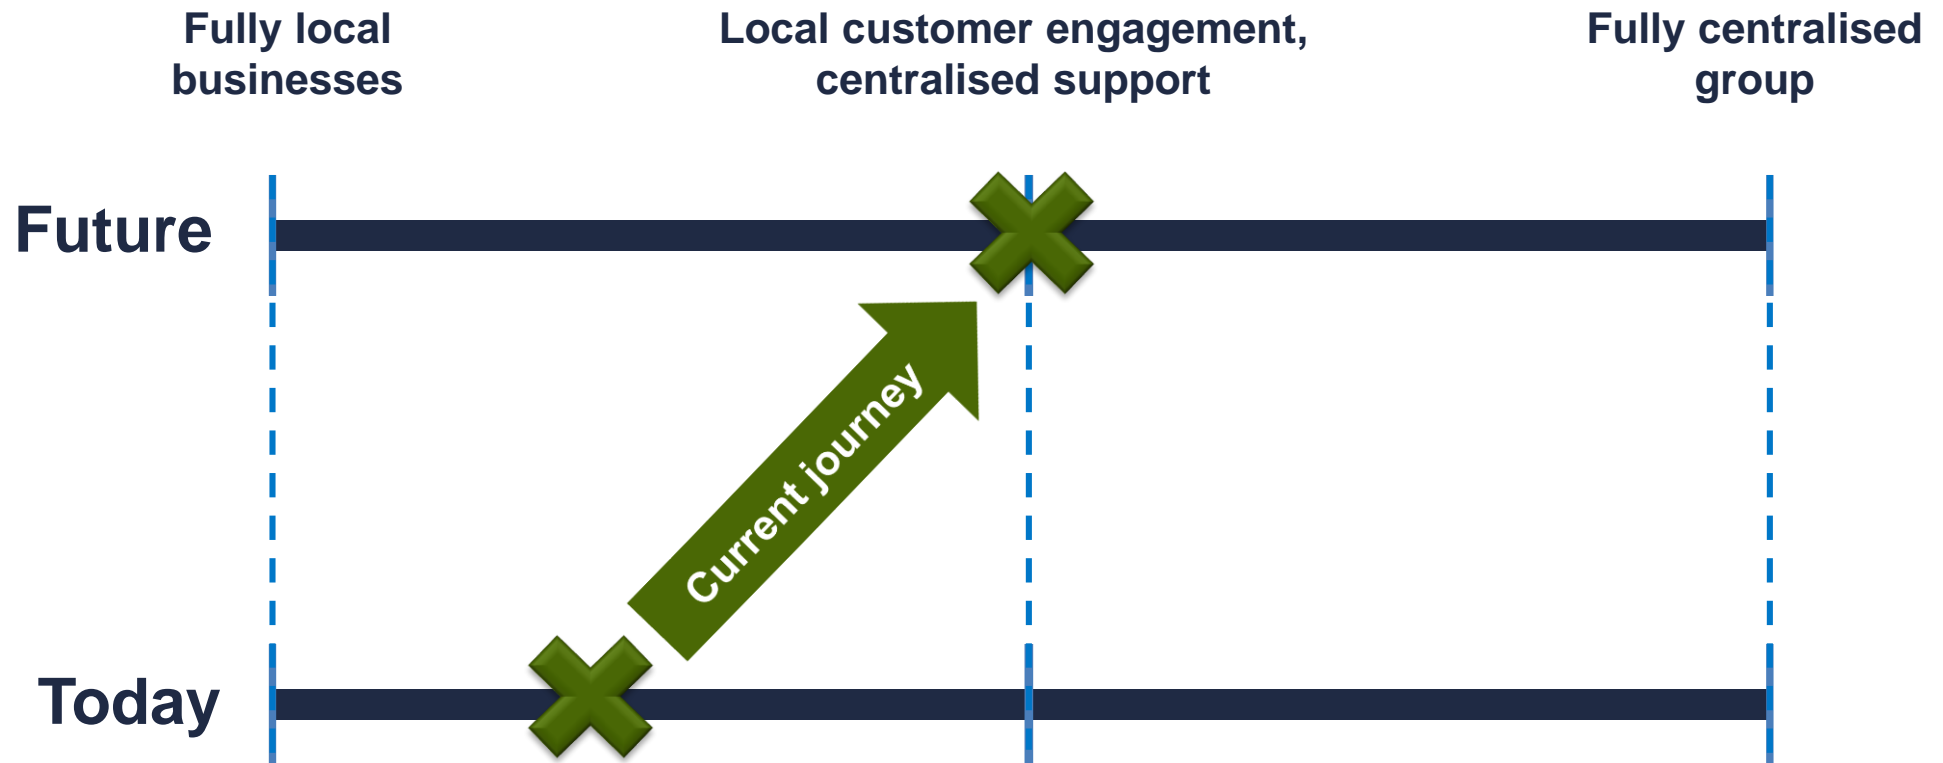 Fully local
businesses
Local customer engagement,
centralised support
Fully centralised
group
Future
Current journey
Today